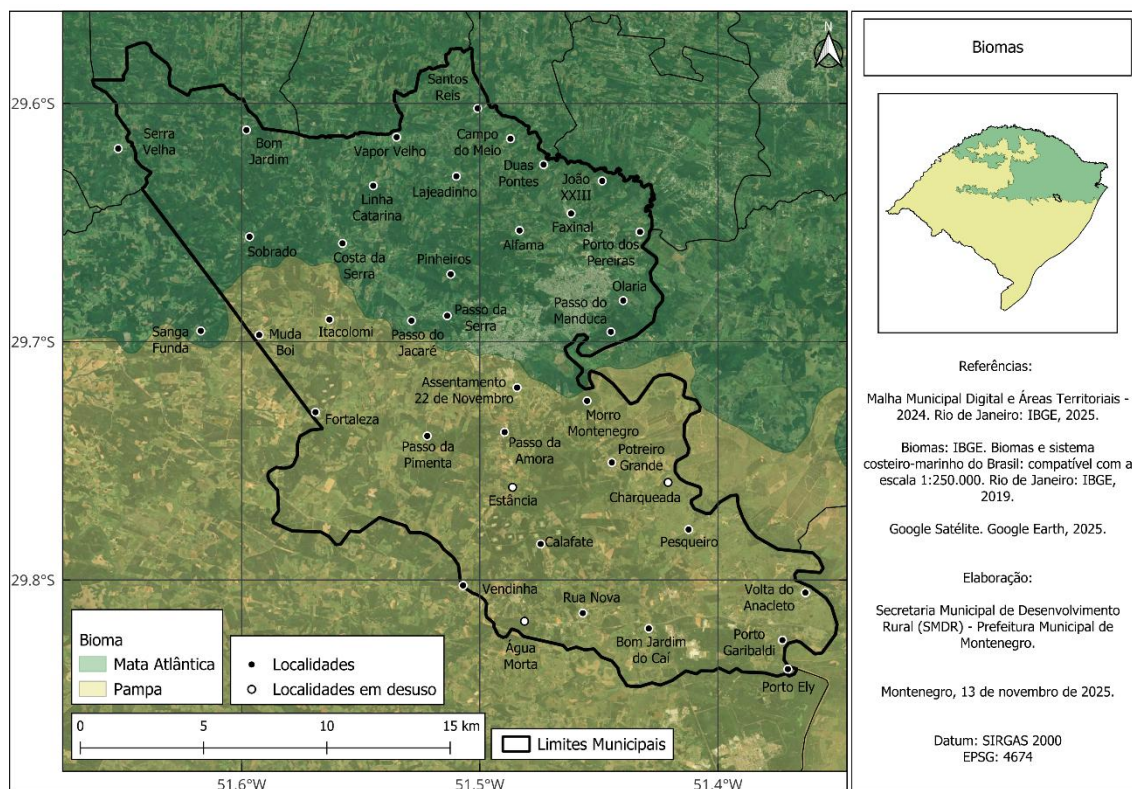 N
29.6°S
29.7°S
29.8°S
51.6°W
51.5°W
51.4°W
Santos
Reis
Serra
Velha
Bom
Jardim
Vapor Velho
Campo
do Meio
Duas
Pontes
João
XXIII
Lajeadinho
Linha
Catarina
Faxinal
Alfama
Porto dos
Pereiras
Sobrado
Costa da
Serra
Pinheiros
Olaria
Passo do
Manduca
Passo da
Serra
Sanga
Funda
Muda
Boi
Itacolomi
Passo do
Jacaré
Assentamento
22 de Novembro
Morro
Montenegro
Fortaleza
Passo da
Pimenta
Passo da
Amora
Potreiro
Grande
Estância
Charqueada
Calafate
Pesqueiro
Vendinha
Rua Nova
Volta do
Anacleto
Água
Morta
Bom Jardim
do Caí
Porto
Garibaldi
Porto Ely
Bioma
Mata Atlântica
Pampa
Localidades
Localidades em desuso
0 5 10 15 km
Limites Municipais
Biomas
Referências:
Malha Municipal Digital e Áreas Territoriais -
2024. Rio de Janeiro: IBGE, 2025.
Biomas: IBGE. Biomas e sistema
costeiro-marinho do Brasil: compatível com a
escala 1:250.000. Rio de Janeiro: IBGE,
2019.
Google Satélite. Google Earth, 2025.
Elaboração:
Secretaria Municipal de Desenvolvimento
Rural (SMDR) - Prefeitura Municipal de
Montenegro.
Montenegro, 13 de novembro de 2025.
Datum: SIRGAS 2000
EPSG: 4674